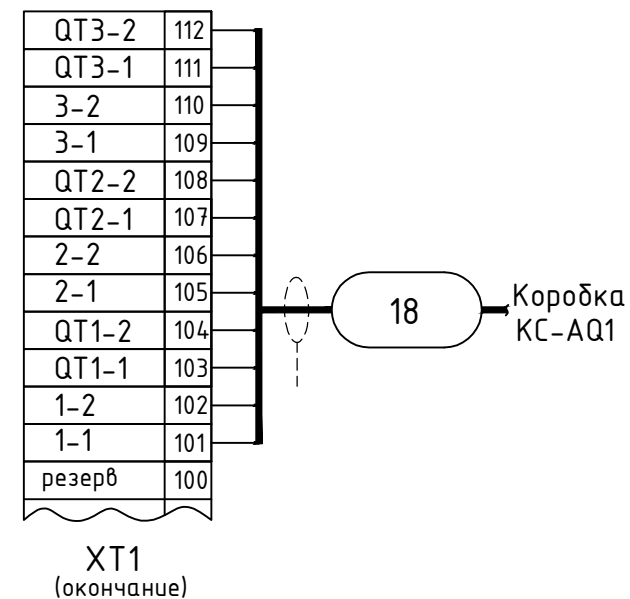 QT3-2 112
QT3-1 111
3-2 110
3-1 109
QT2-2 108
QT2-1 107
2-2 106
2-1 105
QT1-2 104
QT1-1 103
1-2 102
1-1 101
резерв 100
18
Коробка
КС-AQ1
XT1
(окончание)